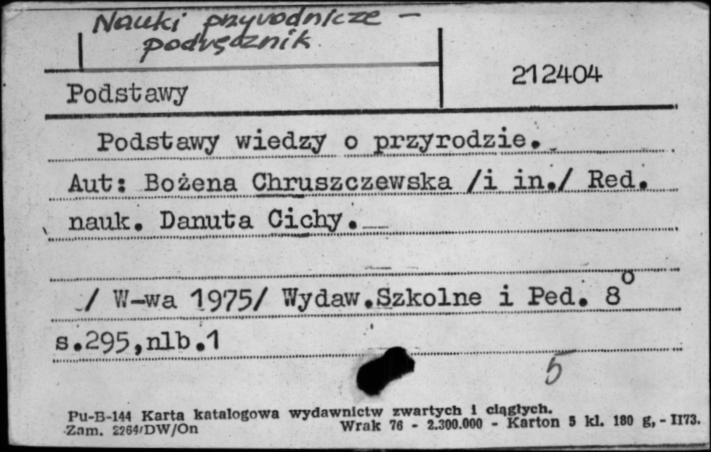 Nauki przyrodnicze -
podręcznik
212404
Podstawy
Podstawy wiedzy o przyrodzie.
Aut: Bożena Chruszczewska /i in./ Red.
nauk. Danuta Cichy.
/ W-wa 1975/ Wydaw.Szkolne i Ped. 8°
s.295,nlb.1
5
Pu-B-144 Karta katalogowa wydawnictw zwartych i ciągłych.
Zam. 2264/DW/On Wrak 76 - 2.300.000 - Karton 5 kl. 180 g, - II73.